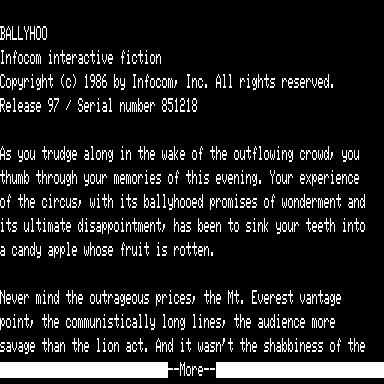 BALLYHOO
Infocom interactive fiction
Copyright (c) 1986 by Infocom, Inc. All rights reserved.
Release 97 / Serial number 851218
As you trudge along in the wake of the outflowing crowd, you
thumb through your memories of this evening. Your experience
of the circus, with its ballyhooed promises of wonderment and
its ultimate disappointment, has been to sink your teeth into
a candy apple whose fruit is rotten.
Never mind the outrageous prices, the Mt. Everest vantage
point, the communistically long lines, the audience more
savage than the lion act. And it wasn't the shabbiness of the
--More--